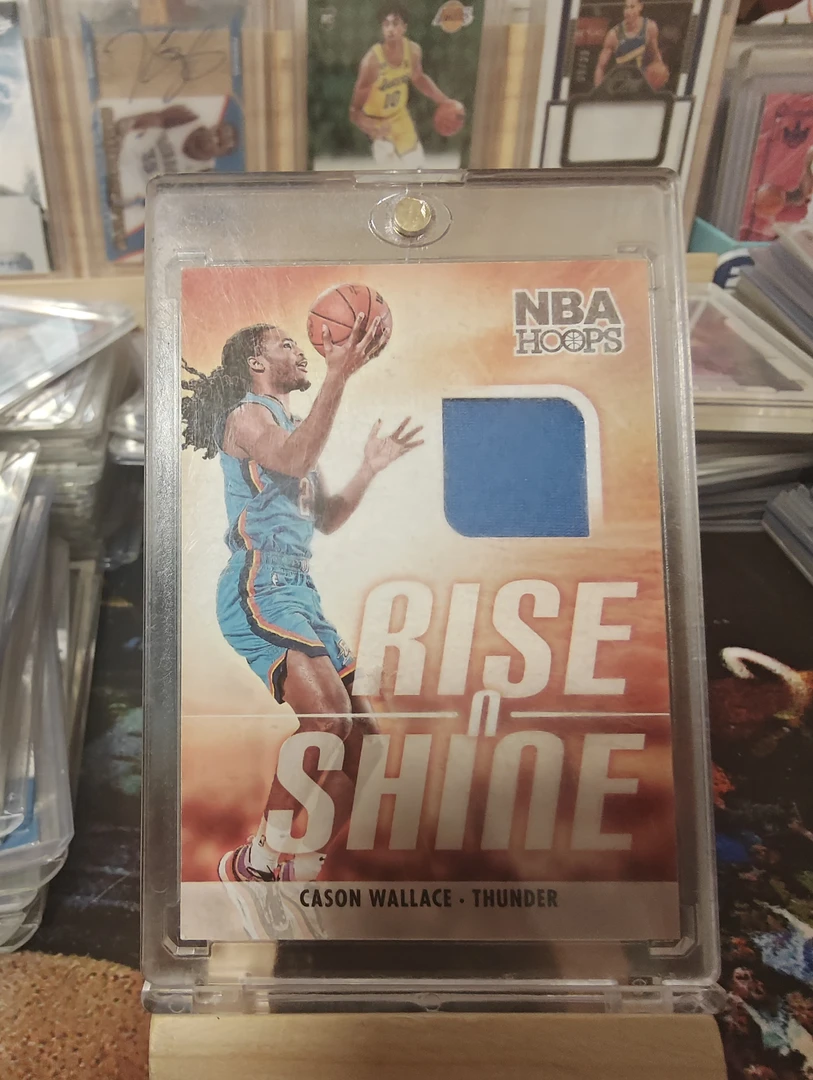 NBA
HOOPS
RISE
n
SHINE
CASON WALLACE · THUNDER